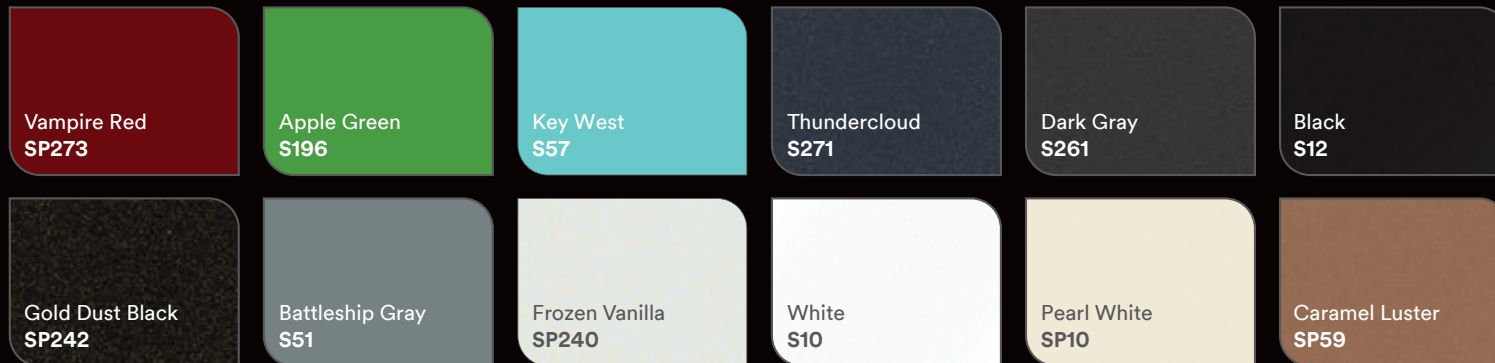 Vampire Red
SP273
Apple Green
S196
Key West
S57
Thundercloud
S271
Dark Gray
S261
Black
S12
Gold Dust Black
SP242
Battleship Gray
S51
Frozen Vanilla
SP240
White
S10
Pearl White
SP10
Caramel Luster
SP59